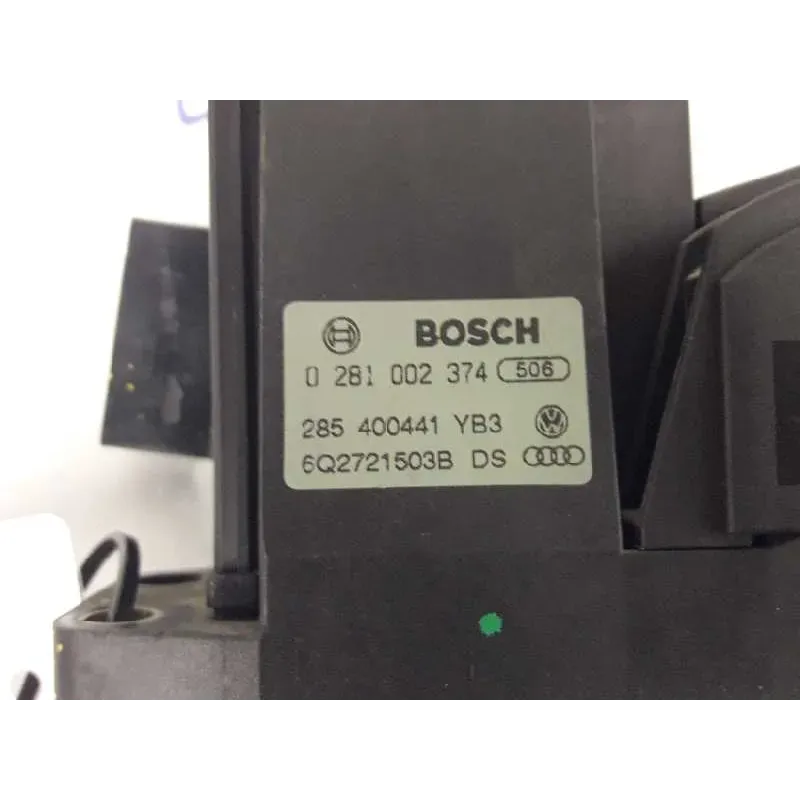 BOSCH
0 281 002 374 506
285 400441 YB3
6Q2721503B DS